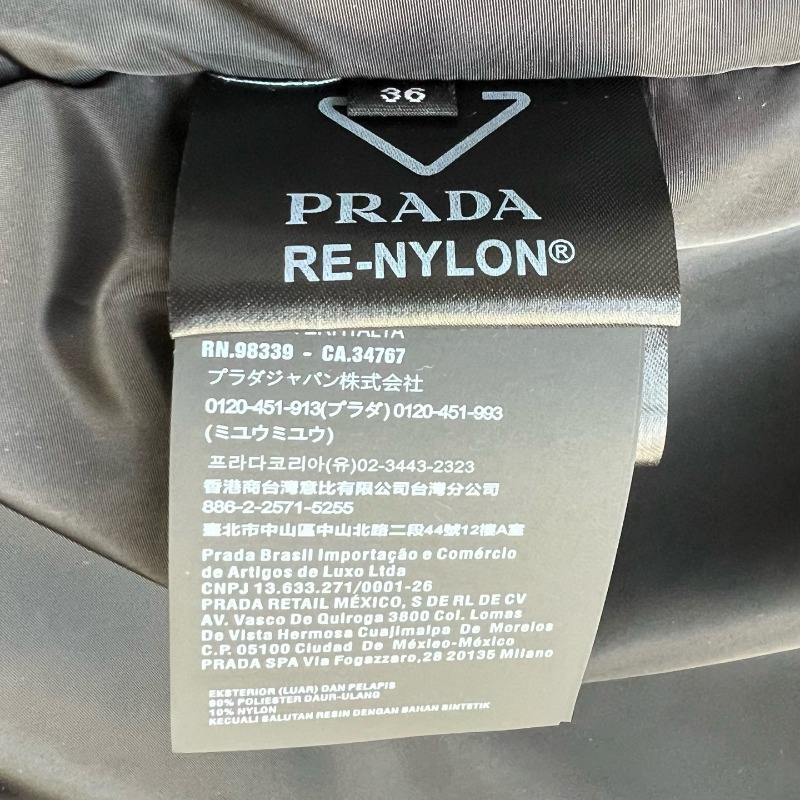 36
PRADA
RE-NYLON®
RN.98339 - CA.34767
プラダジャパン株式会社
0120-451-913(プラダ) 0120-451-993
(ミユウミユウ)
프라다코리아(유)02-3443-2323
香港商台灣意比有限公司台灣分公司
886-2-2571-5255
臺北市中山區中山北路二段44號12樓A室
Prada Brasil Importação e Comércio
de Artigos de Luxo Ltda
CNPJ 13.633.271/0001-26
PRADA RETAIL MÉXICO, S DE RL DE CV
AV. Vasco De Quiroga 3800 Col. Lomas
De Vista Hermosa Cuajimalpa De Morelos
C.P. 05100 Ciudad De México-México
PRADA SPA Via Fogazzaro,28 20135 Milano
EKSTERIOR (LUAR) DAN PELAPIS
90% POLIESTER DAUR-ULANG
10% NYLON
KECUALI SALUTAN RESIN DENGAN BAHAN SINTETIK